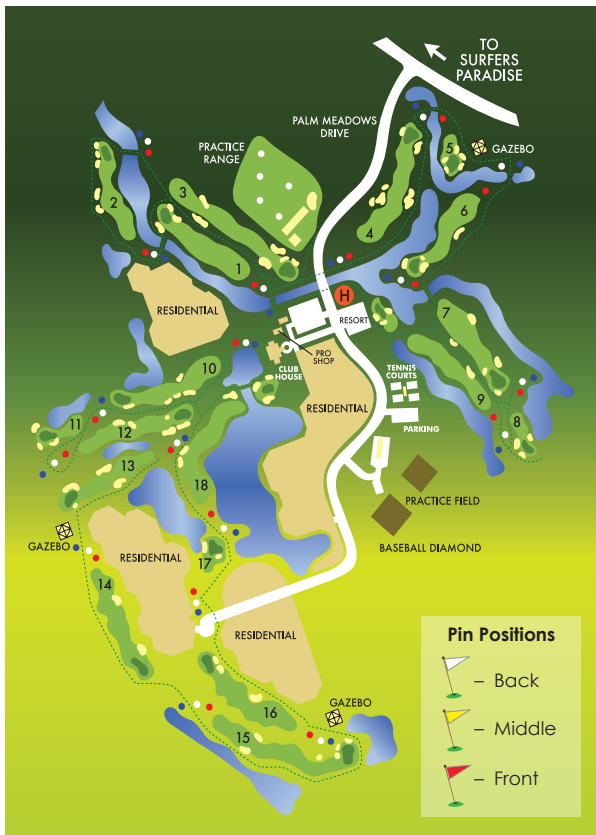 TO
SURFERS
PARADISE
PALM MEADOWS
DRIVE
PRACTICE
RANGE
GAZEBO
5
2
3
6
4
1
H
RESIDENTIAL
RESORT
7
PRO
SHOP
CLUB
HOUSE
10
TENNIS
COURTS
RESIDENTIAL
9
8
11
12
PARKING
13
18
PRACTICE FIELD
GAZEBO
BASEBALL DIAMOND
RESIDENTIAL
17
14
RESIDENTIAL
Pin Positions
– Back
– Middle
– Front
GAZEBO
16
15